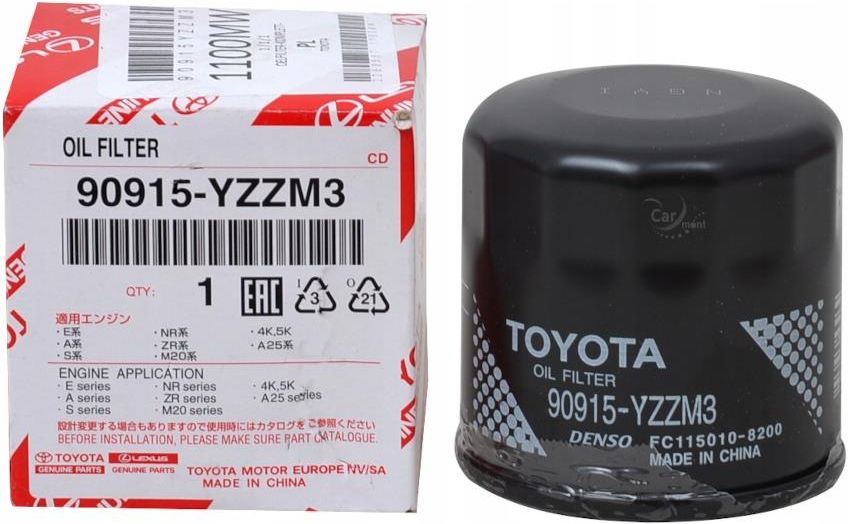 90915YZZM3
1100MW
1/1/1
OIL FILTER
CD
90915-YZZM3
QTY: 1
EAC
3
21
適用エンジン
・E系 ・NR系 ・4K,5K
・A系 ・ZR系 ・A25系
・S系 ・M20系
ENGINE APPLICATION
・E series ・NR series ・4K,5K
・A series ・ZR series ・A25 series
・S series ・M20 series
設計変更する場合もありますので使用時にはカタログをご参照ください。
BEFORE INSTALLATION, PLEASE MAKE SURE PART CATALOGUE.
TOYOTA LEXUS
GENUINE PARTS GENUINE PARTS
TOYOTA MOTOR EUROPE NV/SA
MADE IN CHINA
Car
mont
TOYOTA
OIL FILTER
90915-YZZM3
DENSO FC115010-8200
MADE IN CHINA